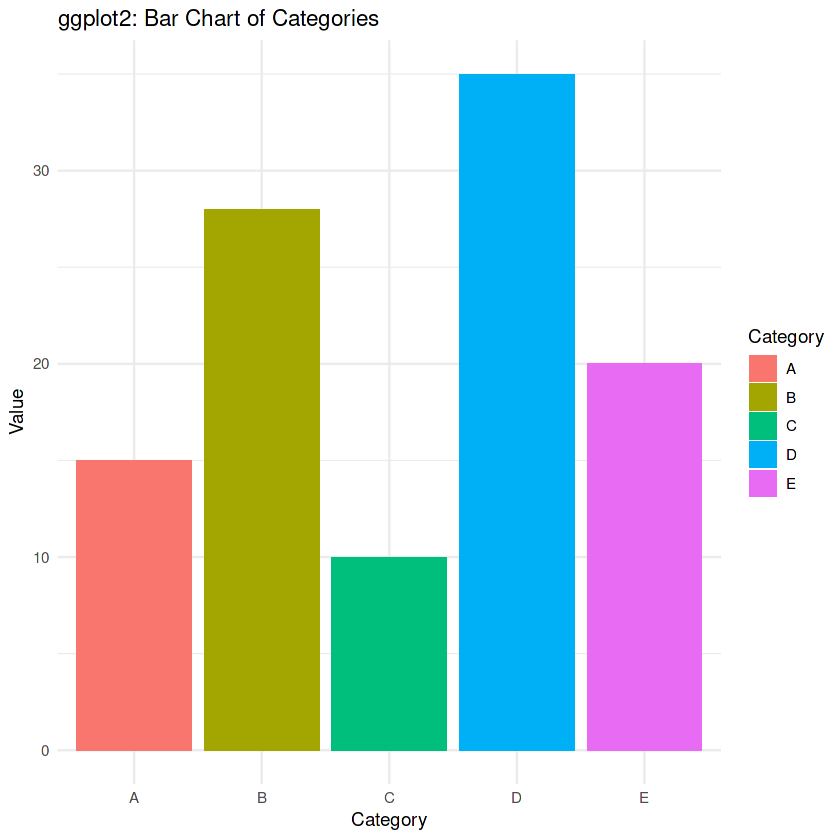 ggplot2: Bar Chart of Categories
30
20
10
0
Value
A
B
C
D
E
Category
Category
A
B
C
D
E